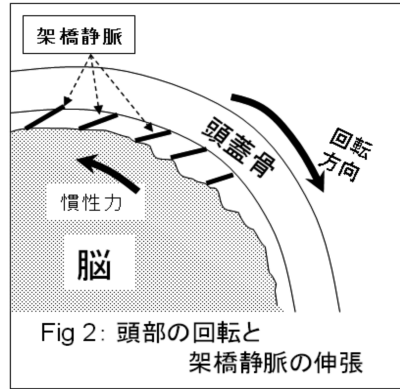 架橋静脈
頭蓋骨
回転
方向
慣性力
脳
Fig 2: 頭部の回転と
架橋静脈の伸張